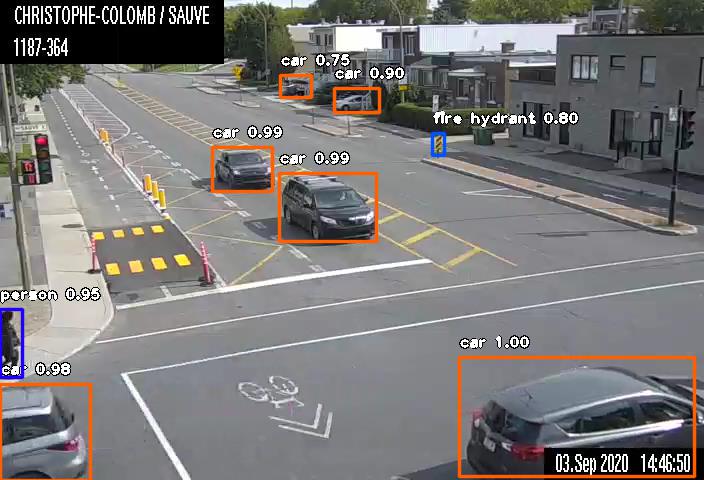 CHRISTOPHE-COLOMB / SAUVE
1187-364
car 0.75
car 0.90
fire hydrant 0.80
car 0.99
car 0.99
SAUVÉ
person 0.95
car 1.00
car 0.98
03.Sep 2020 14:46:50